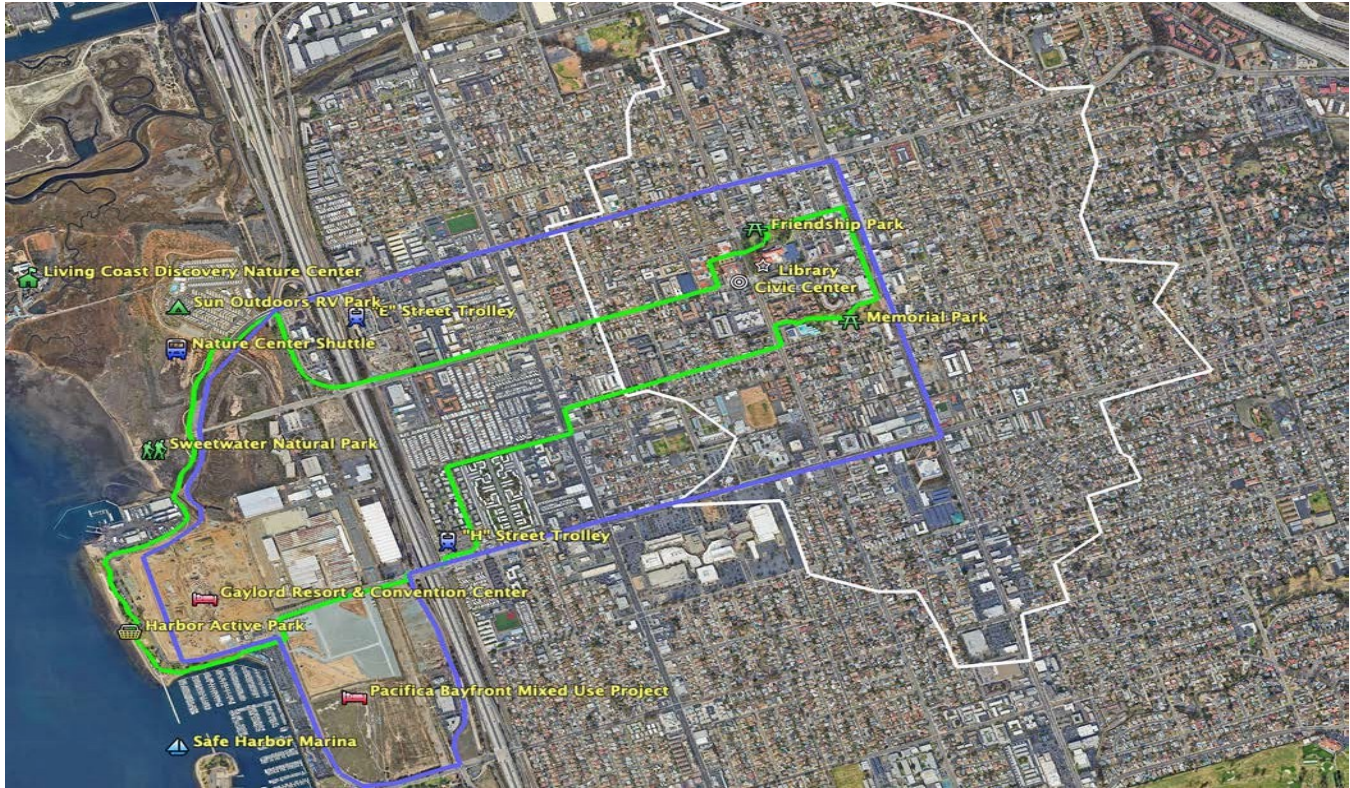 Friendship Park
Living Coast Discovery Nature Center
Library
Civic Center
Sun Outdoors RV Park
"E" Street Trolley
Memorial Park
Nature Center Shuttle
Sweetwater Natural Park
"H" Street Trolley
Gaylord Resort & Convention Center
Harbor Active Park
Pacifica Bayfront Mixed Use Project
Safe Harbor Marina